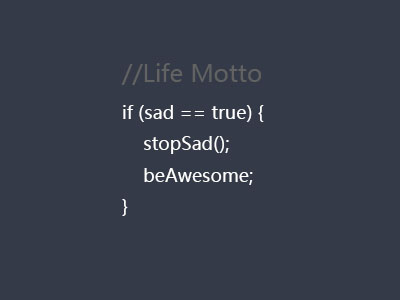 //Life Motto
if (sad == true) {
stopSad();
beAwesome;
}